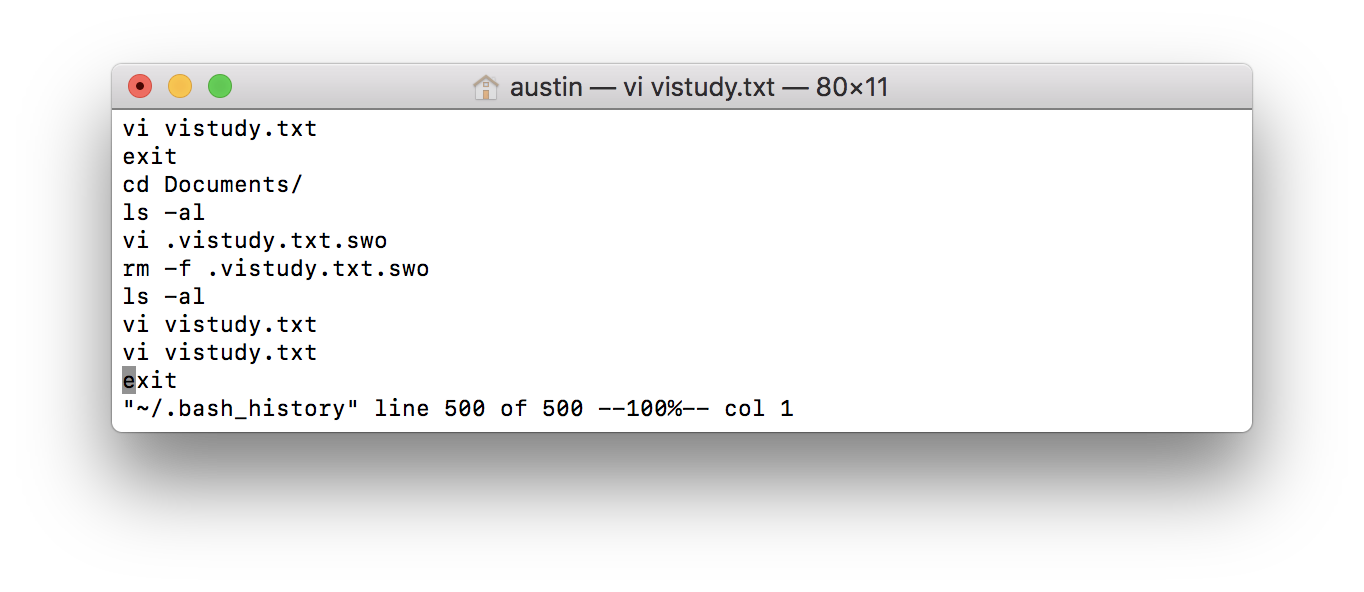 austin — vi vistudy.txt — 80×11
vi vistudy.txt
exit
cd Documents/
ls -al
vi .vistudy.txt.swo
rm -f .vistudy.txt.swo
ls -al
vi vistudy.txt
vi vistudy.txt
exit
"~/.bash_history" line 500 of 500 --100%-- col 1